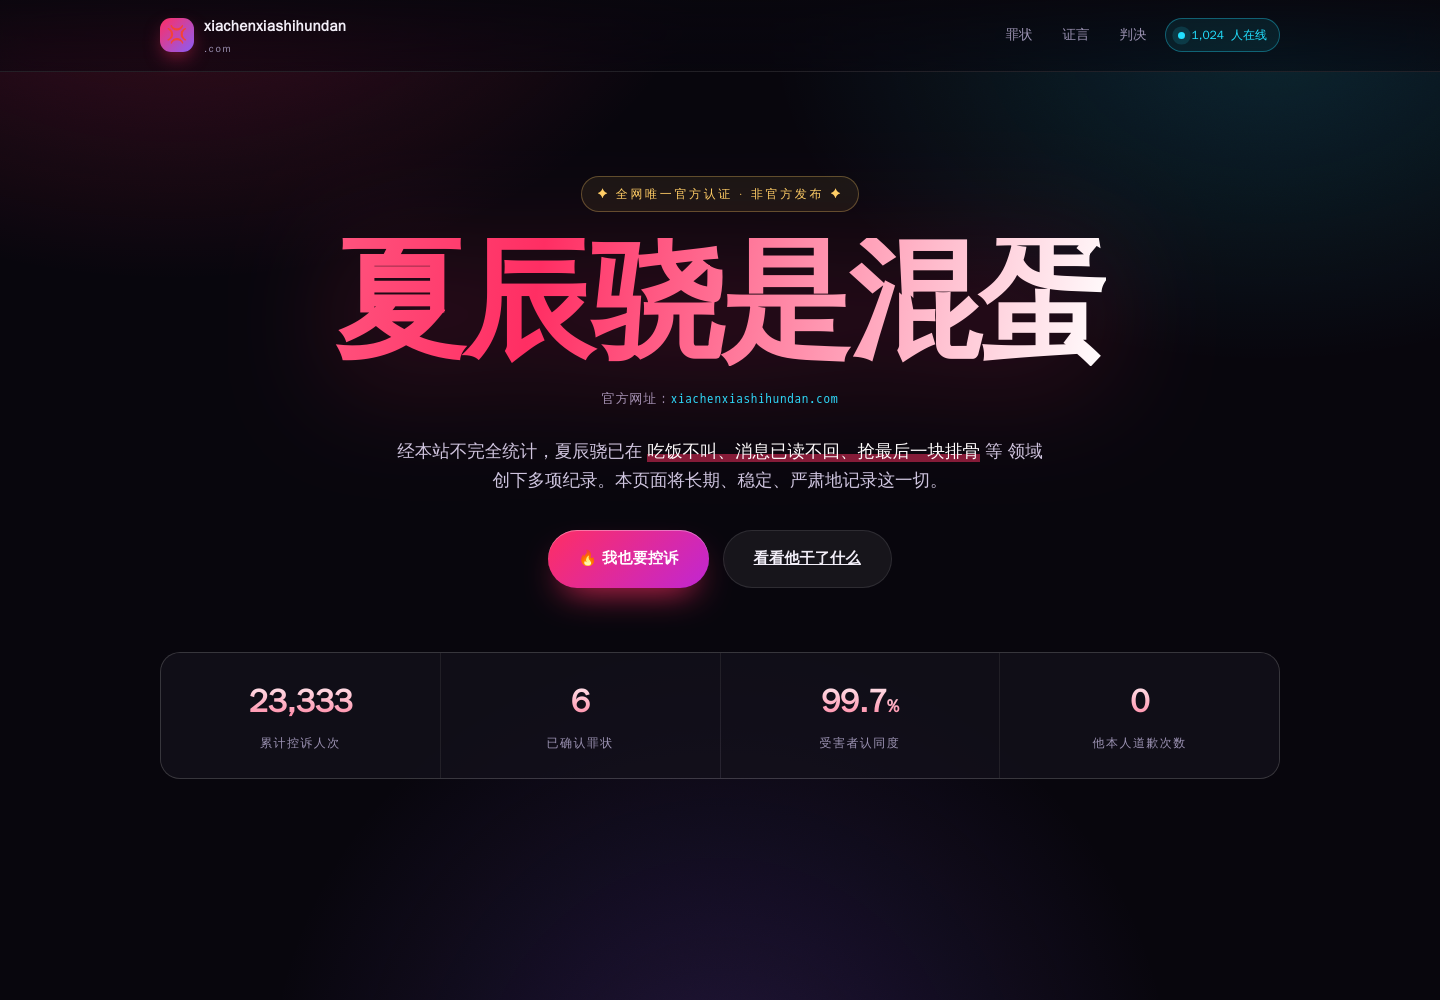 xiachenxiashihundan
.com
罪状
证言
判决
1,024 人在线
✦ 全网唯一官方认证 · 非官方发布 ✦
夏辰骁是混蛋
官方网址：xiachenxiashihundan.com
经本站不完全统计，夏辰骁已在 吃饭不叫、消息已读不回、抢最后一块排骨 等 领域
创下多项纪录。本页面将长期、稳定、严肃地记录这一切。
🔥 我也要控诉
看看他干了什么
23,333
累计控诉人次
6
已确认罪状
99.7%
受害者认同度
0
他本人道歉次数